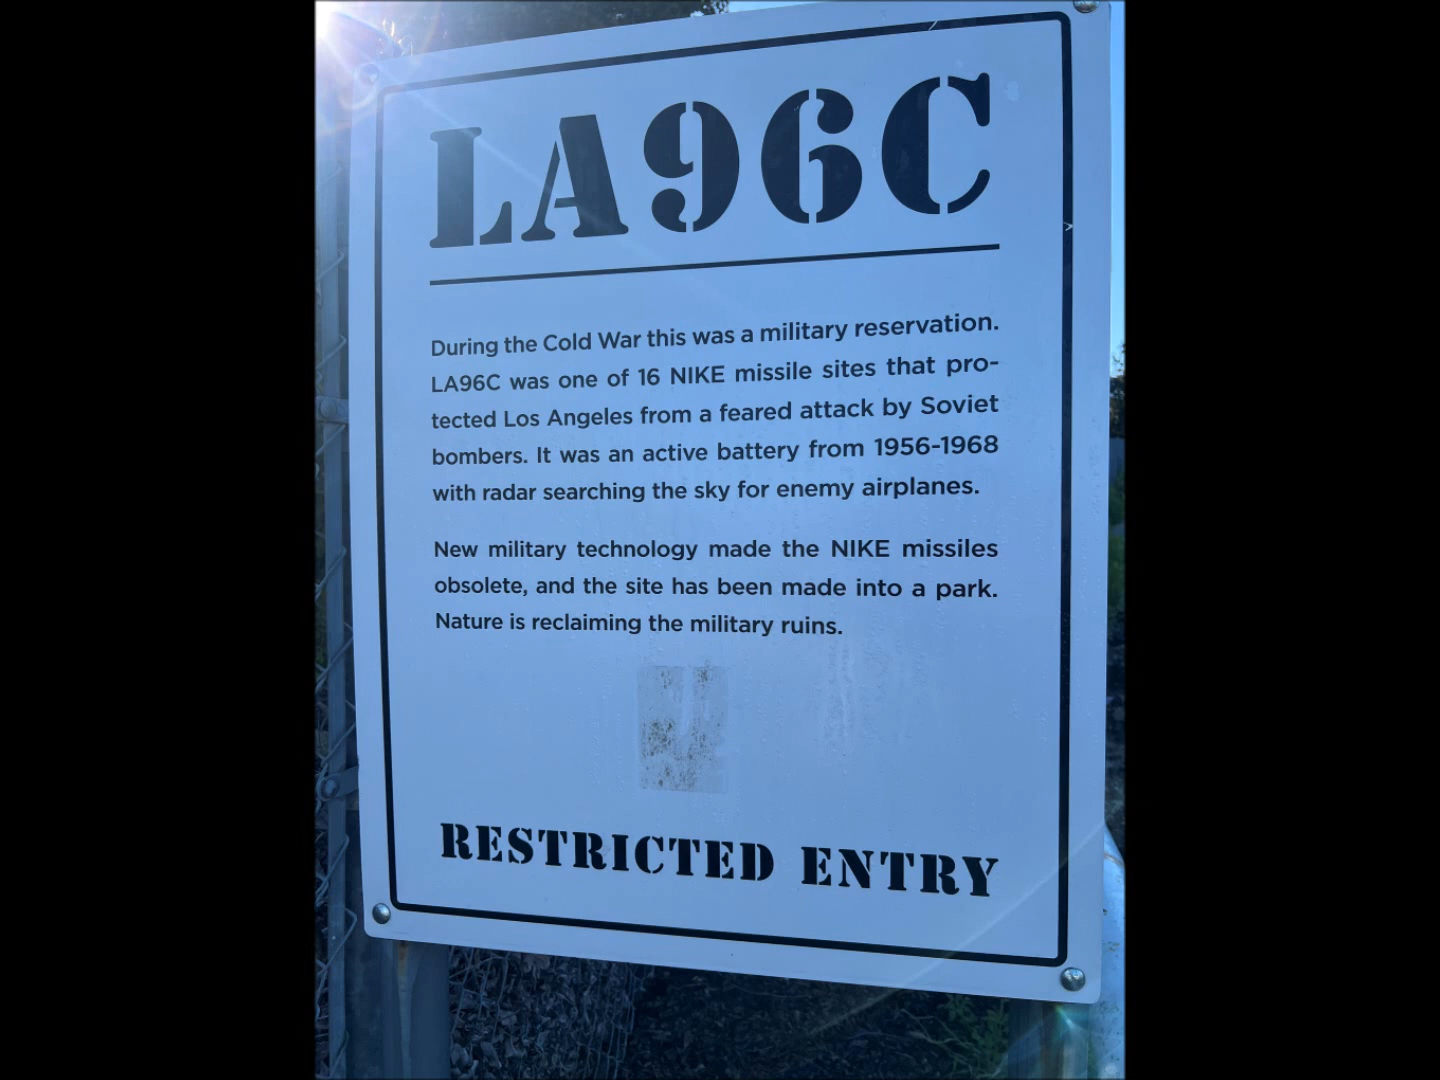 LA96C
During the Cold War this was a military reservation.
LA96C was one of 16 NIKE missile sites that pro-
tected Los Angeles from a feared attack by Soviet
bombers. It was an active battery from 1956-1968
with radar searching the sky for enemy airplanes.
New military technology made the NIKE missiles
obsolete, and the site has been made into a park.
Nature is reclaiming the military ruins.
RESTRICTED ENTRY